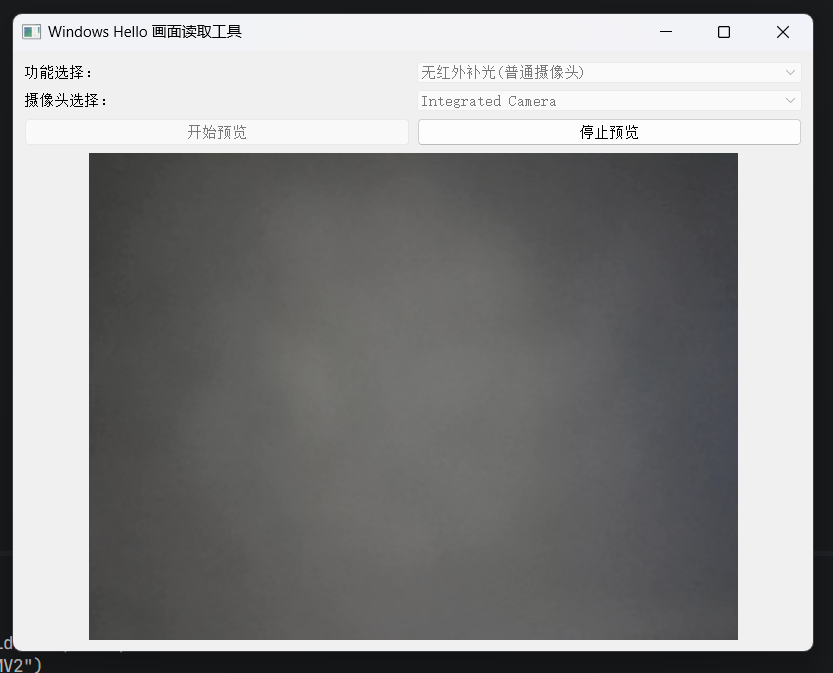 Windows Hello 画面读取工具
功能选择:
无红外补光(普通摄像头)
摄像头选择:
Integrated Camera
开始预览
停止预览
MV2")